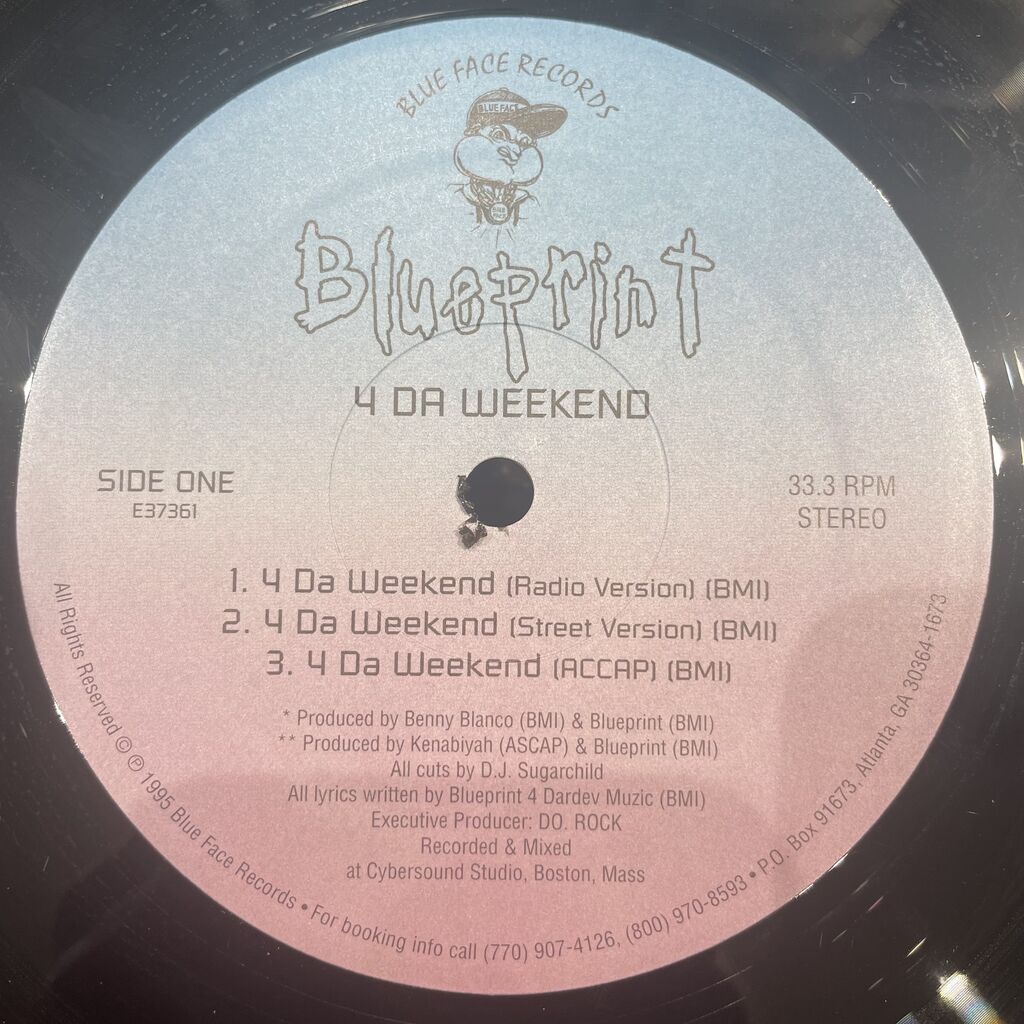 BLUE FACE RECORDS
BLUE FACE
BLUE FACE
Blueprint
4 DA WEEKEND
SIDE ONE
E37361
33.3 RPM
STEREO
1. 4 Da Weekend (Radio Version) (BMI)
2. 4 Da Weekend (Street Version) (BMI)
3. 4 Da Weekend (ACCAP) (BMI)
* Produced by Benny Blanco (BMI) & Blueprint (BMI)
** Produced by Kenabiyah (ASCAP) & Blueprint (BMI)
All cuts by D.J. Sugarchild
All lyrics written by Blueprint 4 Dardev Muzic (BMI)
Executive Producer: DO. ROCK
Recorded & Mixed
at Cybersound Studio, Boston, Mass
All Rights Reserved © ℗ 1995 Blue Face Records • For booking info call (770) 907-4126, (800) 970-8593 • P.O. Box 91673, Atlanta, GA 30364-1673